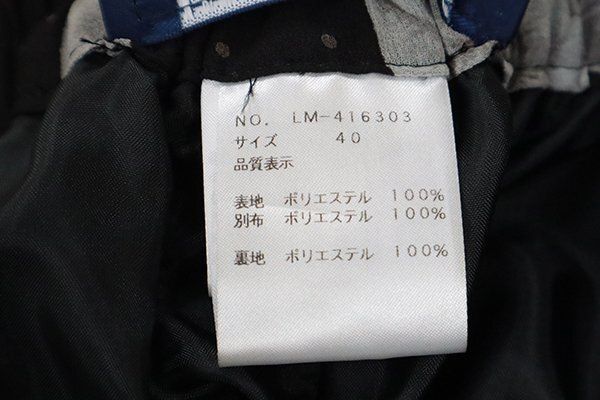 NO. LM-416303
サイズ 40
品質表示
表地 ポリエステル 100%
別布 ポリエステル 100%
裏地 ポリエステル 100%